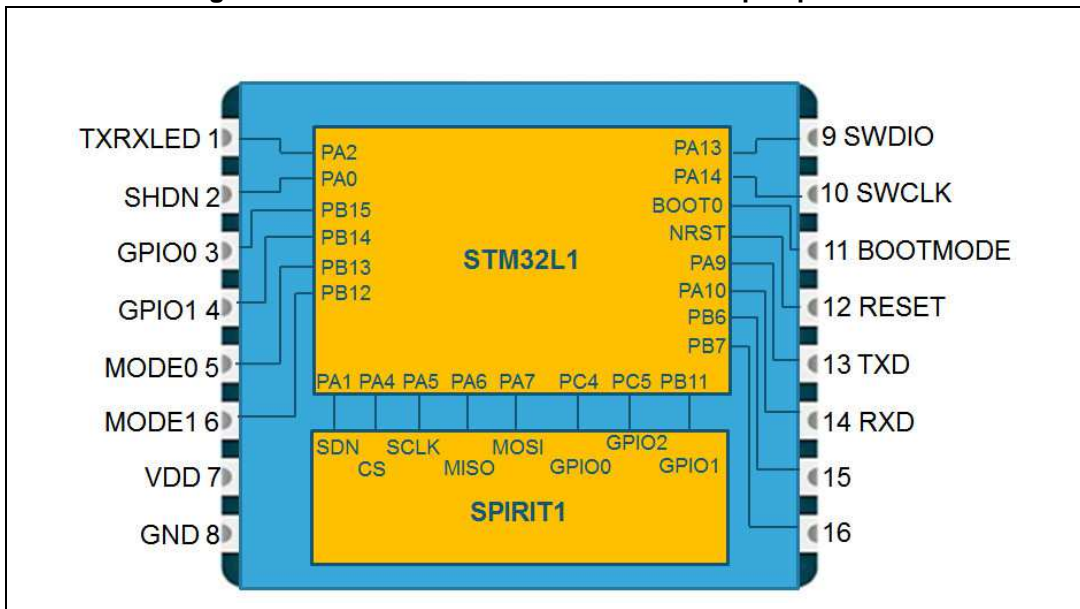 TXRXLED 1
SHDN 2
GPIO0 3
GPIO1 4
MODE0 5
MODE1 6
VDD 7
GND 8
PA2
PA0
PB15
PB14
PB13
PB12
STM32L1
PA13
PA14
BOOT0
NRST
PA9
PA10
PB6
PB7
PA1 PA4 PA5 PA6 PA7 PC4 PC5 PB11
SDN SCLK MOSI GPIO2
CS MISO GPIO0 GPIO1
SPIRIT1
9 SWDIO
10 SWCLK
11 BOOTMODE
12 RESET
13 TXD
14 RXD
15
16